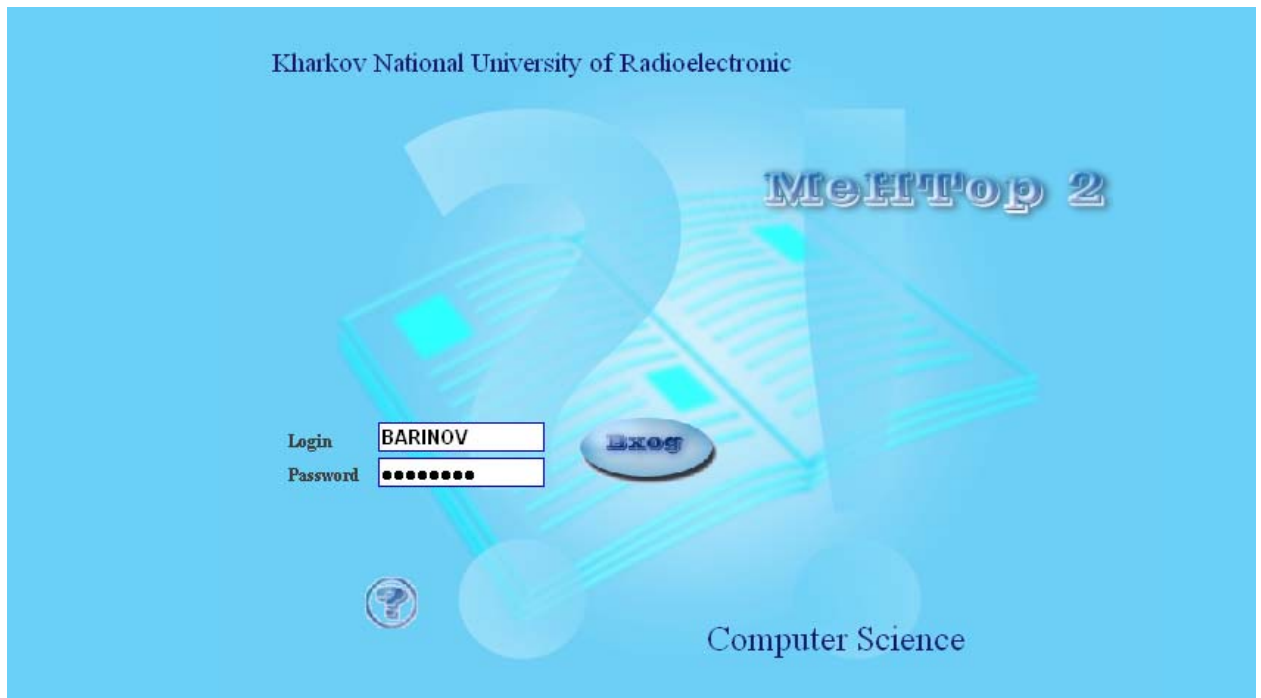 Kharkov National University of Radioelectronic
МеНТор 2
Login BARINOV
Вход
Password ●●●●●●●●
?
Computer Science